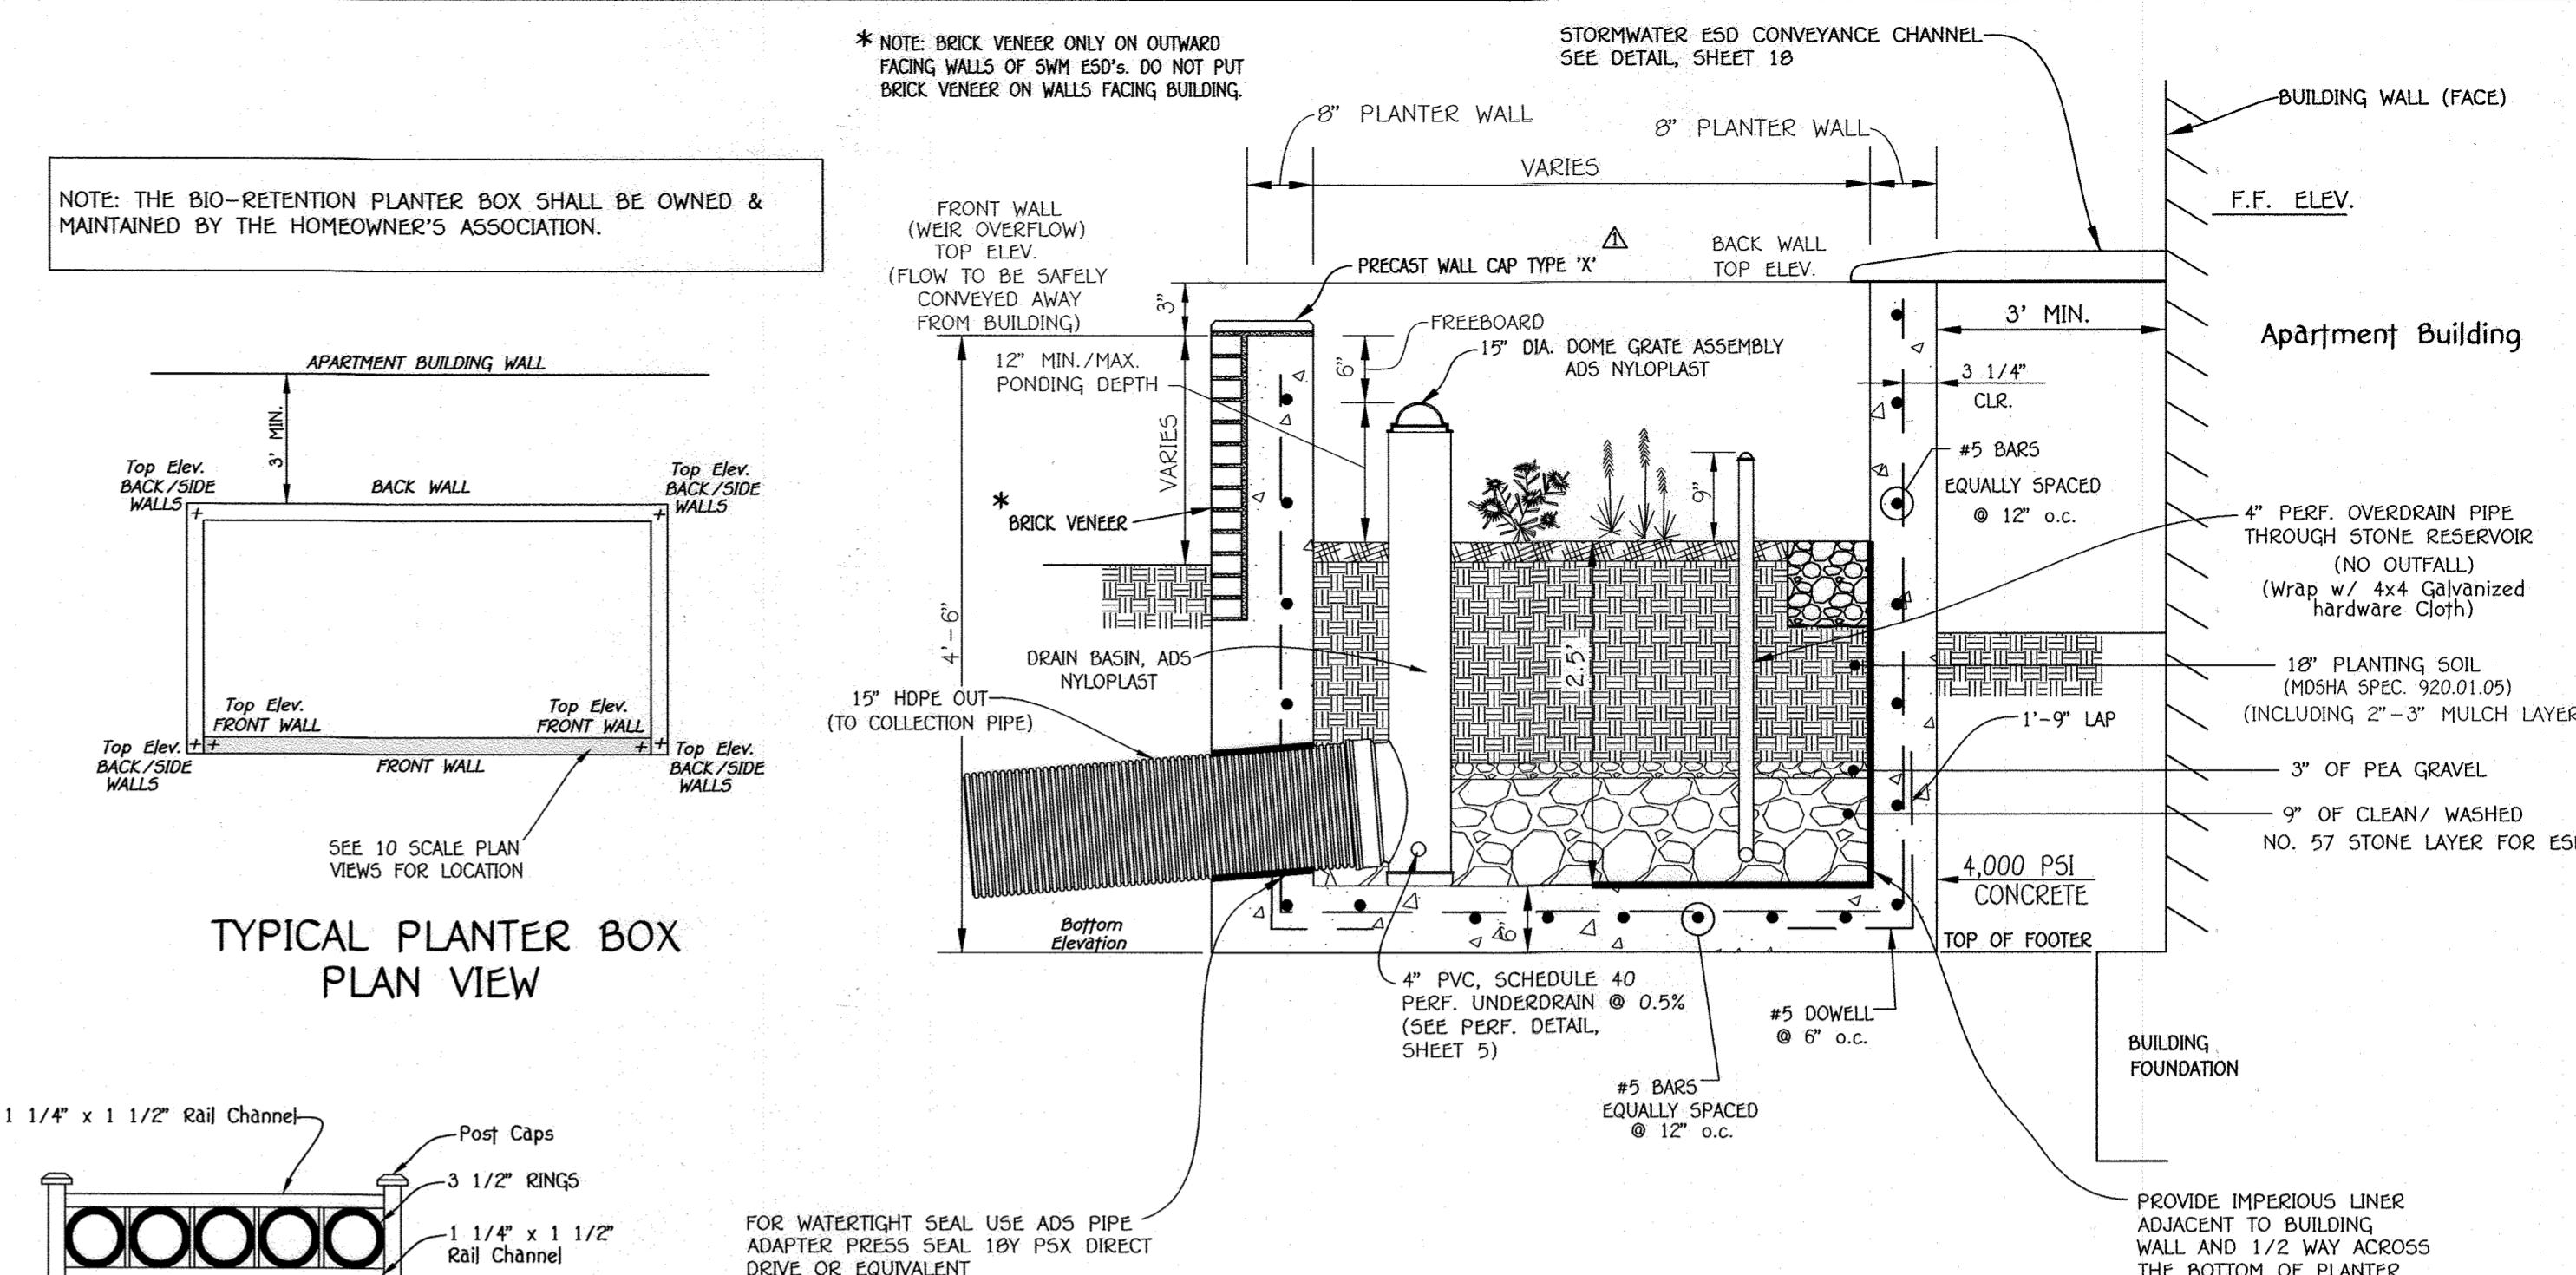 * NOTE: BRICK VENEER ONLY ON OUTWARD
FACING WALLS OF SWM ESD's. DO NOT PUT
BRICK VENEER ON WALLS FACING BUILDING.
STORMWATER ESD CONVEYANCE CHANNEL
SEE DETAIL, SHEET 18
BUILDING WALL (FACE)
8" PLANTER WALL
8" PLANTER WALL
VARIES
NOTE: THE BIO-RETENTION PLANTER BOX SHALL BE OWNED &
MAINTAINED BY THE HOMEOWNER'S ASSOCIATION.
F.F. ELEV.
FRONT WALL
(WEIR OVERFLOW)
TOP ELEV.
(FLOW TO BE SAFELY
CONVEYED AWAY
FROM BUILDING)
1
PRECAST WALL CAP TYPE 'X'
BACK WALL
TOP ELEV.
3"
3' MIN.
Apartment Building
FREEBOARD
6"
15" DIA. DOME GRATE ASSEMBLY
ADS NYLOPLAST
12" MIN./MAX.
PONDING DEPTH
VARIES
3 1/4"
CLR.
APARTMENT BUILDING WALL
3' MIN.
Top Elev.
BACK/SIDE
WALLS
BACK WALL
Top Elev.
BACK/SIDE
WALLS
*
BRICK VENEER
9"
#5 BARS
EQUALLY SPACED
@ 12" o.c.
4" PERF. OVERDRAIN PIPE
THROUGH STONE RESERVOIR
(NO OUTFALL)
(Wrap w/ 4x4 Galvanized
hardware Cloth)
4'-6"
2.5'
DRAIN BASIN, ADS
NYLOPLAST
15" HDPE OUT
(TO COLLECTION PIPE)
18" PLANTING SOIL
(MDSHA SPEC. 920.01.05)
(INCLUDING 2"-3" MULCH LAYER
1'-9" LAP
3" OF PEA GRAVEL
9" OF CLEAN/ WASHED
NO. 57 STONE LAYER FOR
Top Elev.
FRONT WALL
Top Elev.
FRONT WALL
Top Elev.
BACK/SIDE
WALLS
FRONT WALL
Top Elev.
BACK/SIDE
WALLS
SEE 10 SCALE PLAN
VIEWS FOR LOCATION
TYPICAL PLANTER BOX
PLAN VIEW
4,000 PSI
CONCRETE
Bottom
Elevation
TOP OF FOOTER
4" PVC, SCHEDULE 40
PERF. UNDERDRAIN @ 0.5%
(SEE PERF. DETAIL,
SHEET 5)
#5 DOWELL
@ 6" o.c.
#5 BARS
EQUALLY SPACED
@ 12" o.c.
BUILDING
FOUNDATION
1 1/4" x 1 1/2" Rail Channel
Post Caps
3 1/2" RINGS
1 1/4" x 1 1/2"
Rail Channel
FOR WATERTIGHT SEAL USE ADS PIPE
ADAPTER PRESS SEAL 18Y PSX DIRECT
DRIVE OR EQUIVALENT
PROVIDE IMPERIOUS LINER
ADJACENT TO BUILDING
WALL AND 1/2 WAY ACROSS
THE BOTTOM OF PLANTER